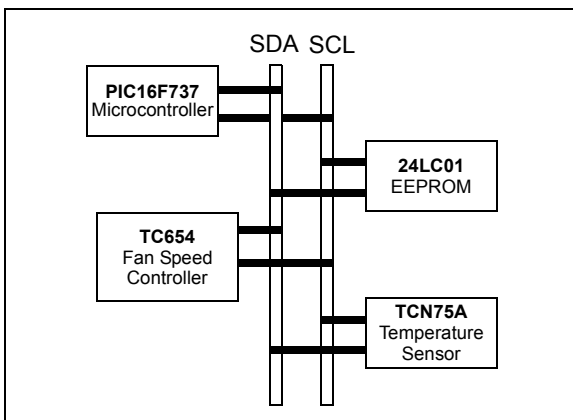 SDA SCL
PIC16F737
Microcontroller
24LC01
EEPROM
TC654
Fan Speed
Controller
TCN75A
Temperature
Sensor